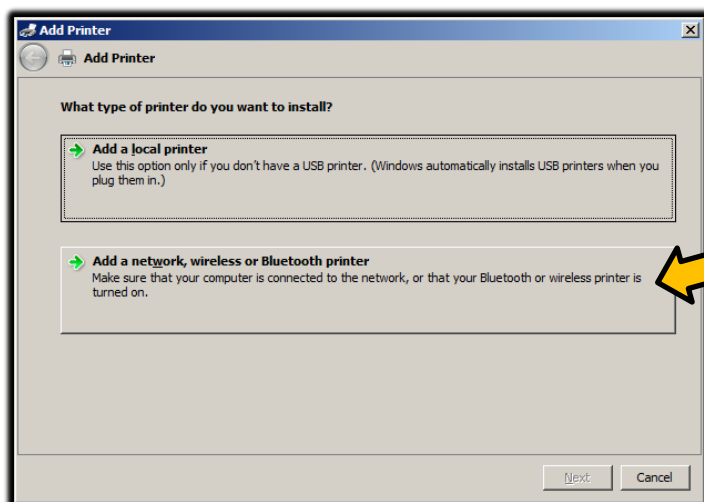 Add Printer
Add Printer
What type of printer do you want to install?
Add a local printer
Use this option only if you don't have a USB printer. (Windows automatically installs USB printers when you
plug them in.)
Add a network, wireless or Bluetooth printer
Make sure that your computer is connected to the network, or that your Bluetooth or wireless printer is
turned on.
Next Cancel